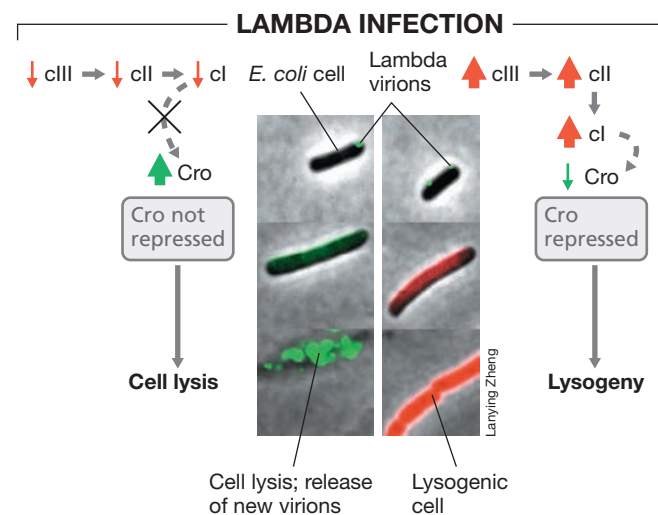 LAMBDA INFECTION
cIII cII cI
E. coli cell
Lambda
virions
cIII cII
cI
Cro
Cro
Cro not
repressed
Cro
repressed
Cell lysis
Lysogeny
Lanying Zheng
Cell lysis; release
of new virions
Lysogenic
cell